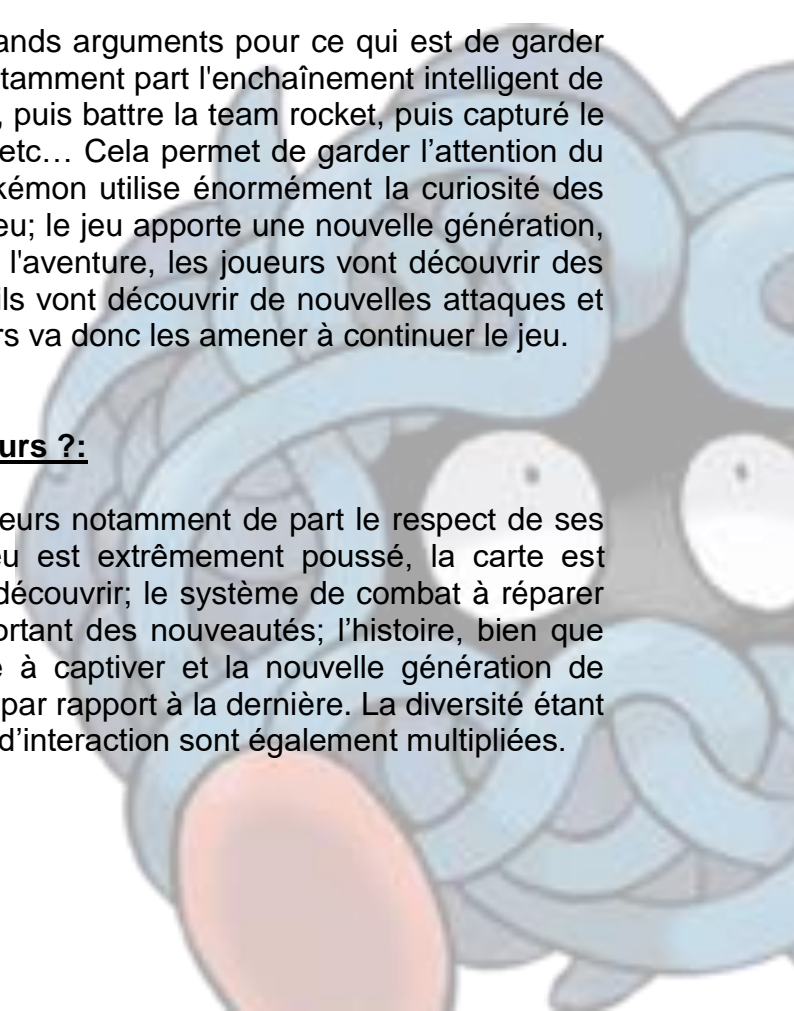 ands arguments pour ce qui est de garder
tamment part l'enchaînement intelligent de
, puis battre la team rocket, puis capturé le
etc… Cela permet de garder l’attention du
kémon utilise énormément la curiosité des
eu; le jeu apporte une nouvelle génération,
l'aventure, les joueurs vont découvrir des
ils vont découvrir de nouvelles attaques et
rs va donc les amener à continuer le jeu.
urs ?:
eurs notamment de part le respect de ses
eu est extrêmement poussé, la carte est
découvrir; le système de combat à réparer
ortant des nouveautés; l’histoire, bien que
e à captiver et la nouvelle génération de
par rapport à la dernière. La diversité étant
d’interaction sont également multipliées.